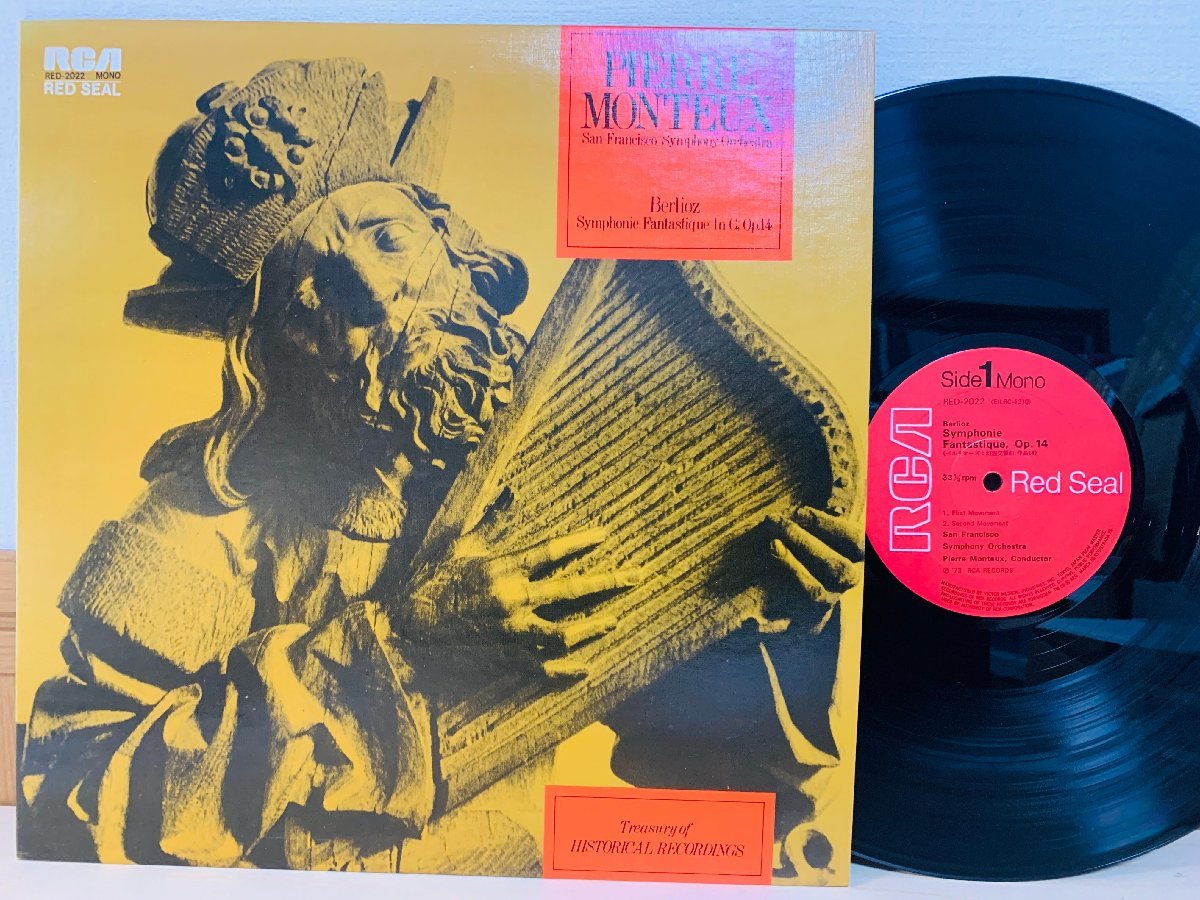 RCA
RED-2022 MONO
RED SEAL
PIERRE
MONTEUX
San Francisco Symphony Orchestra
Berlioz
Symphonie Fantastique In C, Op.14
Treasury of
HISTORICAL RECORDINGS
Side 1 Mono
RED-2022
Berlioz
Symphonie
Fantastique, Op. 14
33⅓ rpm
RCA
Red Seal
1. First Movement
2. Second Movement
San Francisco
Symphony Orchestra
Pierre Monteux, Conductor
℗ '73 RCA RECORDS